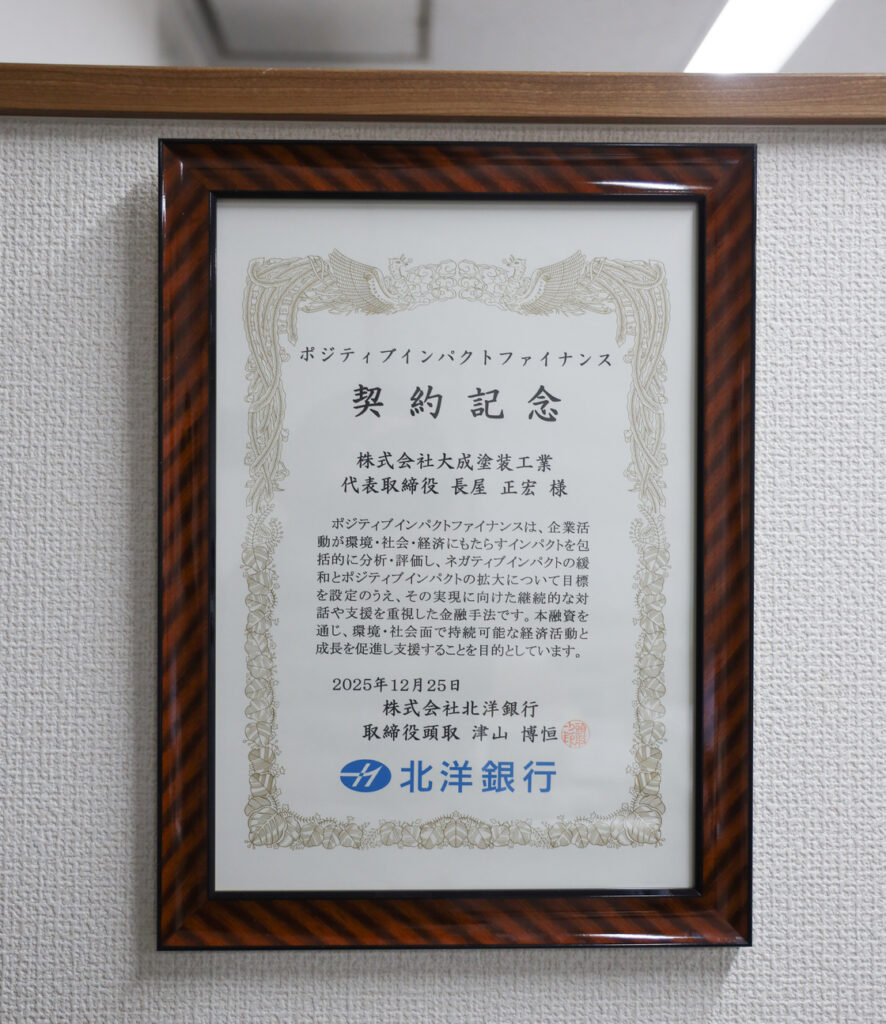 ポジティブインパクトファイナンス
契約記念
株式会社大成塗装工業
代表取締役 長屋 正宏 様
ポジティブインパクトファイナンスは、企業活
動が環境・社会・経済にもたらすインパクトを包
括的に分析・評価し、ネガティブインパクトの緩
和とポジティブインパクトの拡大について目標
を設定のうえ、その実現に向けた継続的な対
話や支援を重視した金融手法です。本融資を
通じ、環境・社会面で持続可能な経済活動と
成長を促進し支援することを目的としています。
2025年12月25日
株式会社北洋銀行
取締役頭取 津山 博恒
北洋銀行